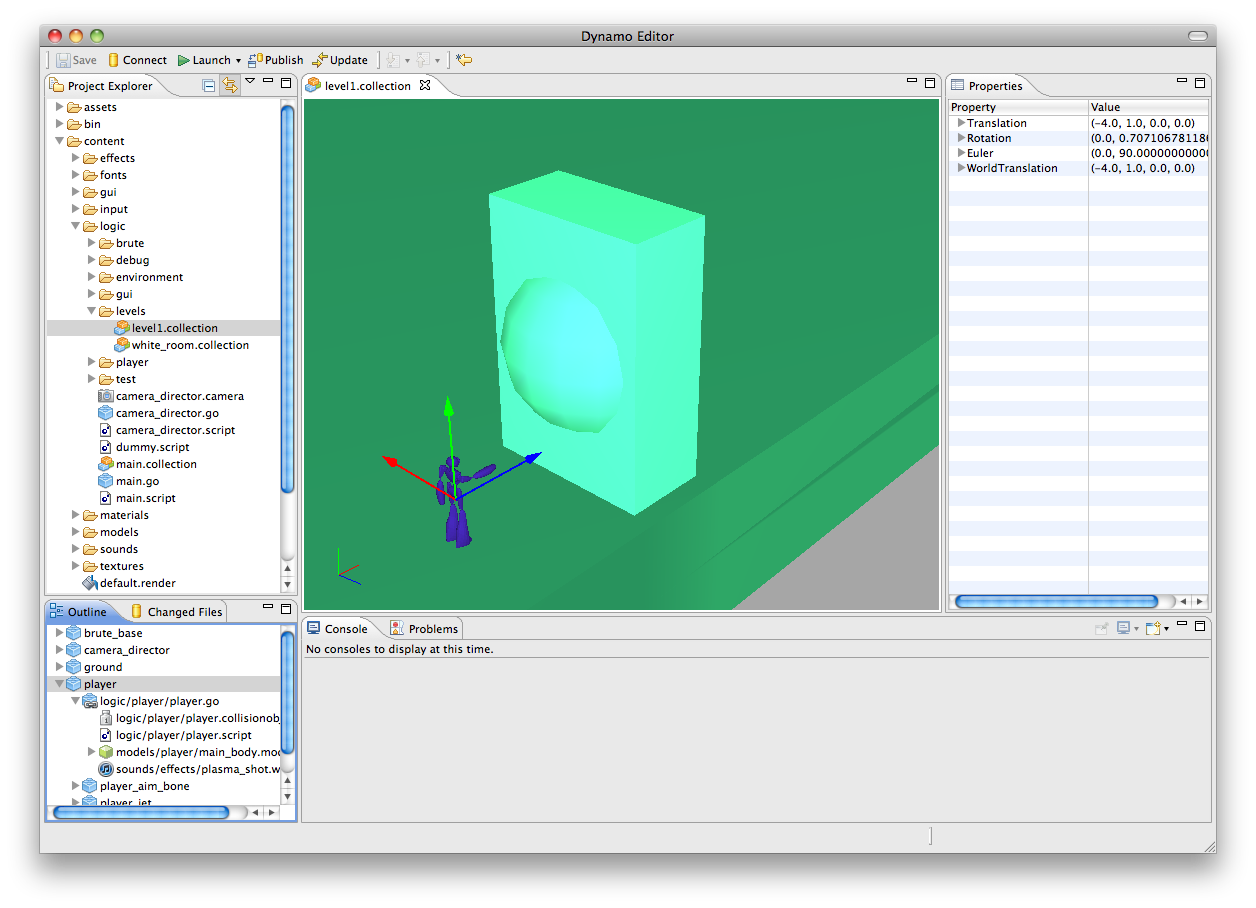 Dynamo Editor
Save Connect Launch Publish Update
Project Explorer
assets
bin
content
effects
fonts
gui
input
logic
brute
debug
environment
gui
levels
level1.collection
white_room.collection
player
test
camera_director.camera
camera_director.go
camera_director.script
dummy.script
main.collection
main.go
main.script
materials
models
sounds
textures
default.render
Outline Changed Files
brute_base
camera_director
ground
player
logic/player/player.go
logic/player/player.collisionob
logic/player/player.script
models/player/main_body.mo
sounds/effects/plasma_shot.w
player_aim_bone
player_jet
level1.collection
Console Problems
No consoles to display at this time.
Properties
Property Value
Translation (-4.0, 1.0, 0.0, 0.0)
Rotation (0.0, 0.70710678118
Euler (0.0, 90.0000000000
WorldTranslation (-4.0, 1.0, 0.0, 0.0)